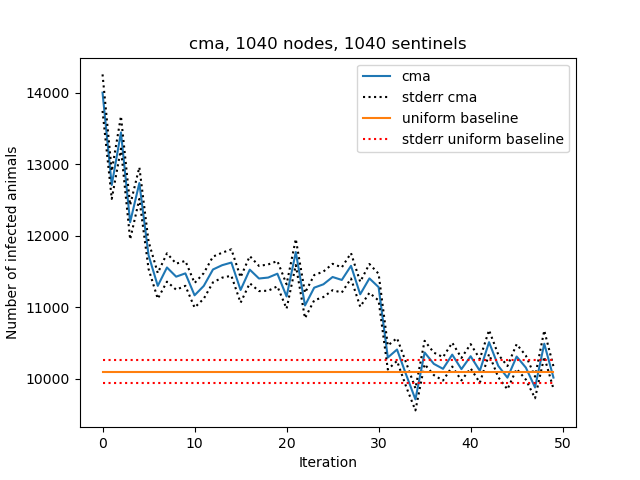 cma, 1040 nodes, 1040 sentinels
cma
stderr cma
uniform baseline
stderr uniform baseline
Number of infected animals
14000
13000
12000
11000
10000
0 10 20 30 40 50
Iteration